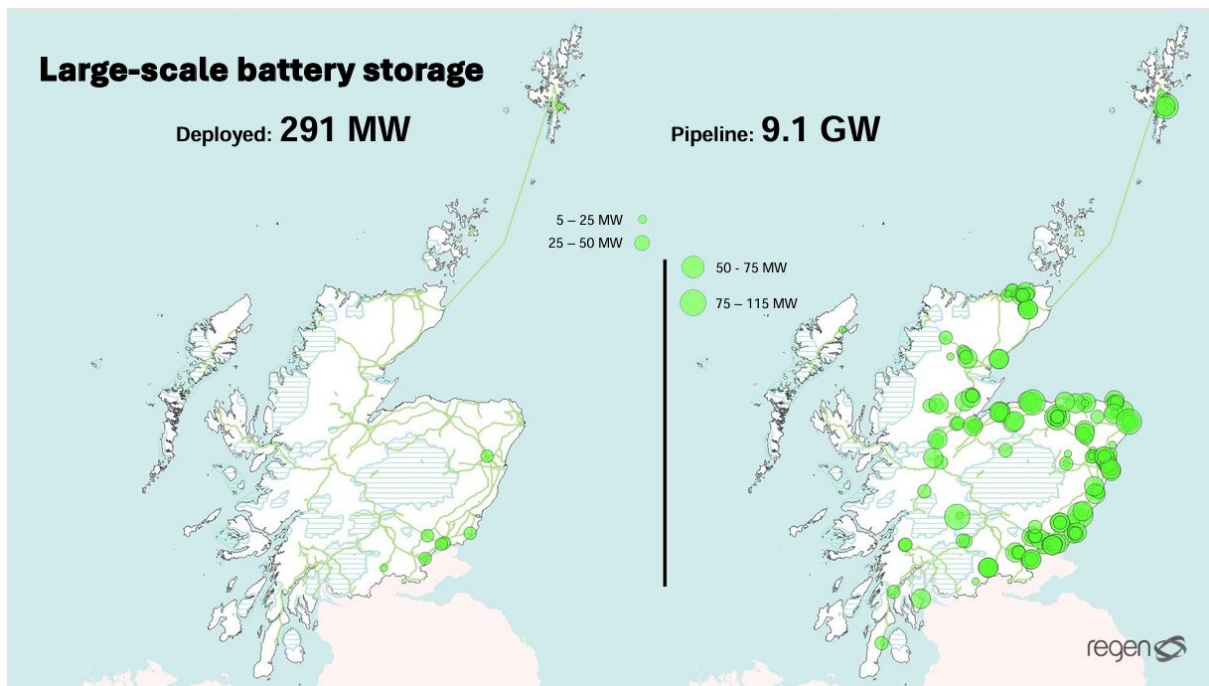 Large-scale battery storage
Deployed: 291 MW
Pipeline: 9.1 GW
5 – 25 MW
25 – 50 MW
50 - 75 MW
75 – 115 MW
regen